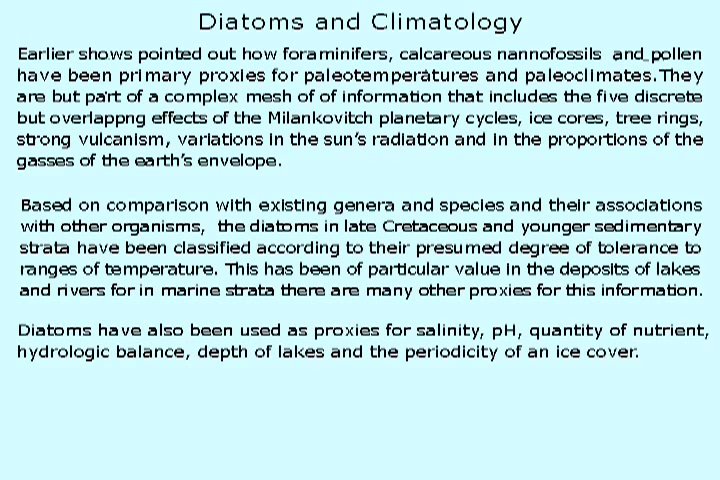 Diatoms and Climatology
Earlier shows pointed out how foraminifers, calcareous nannofossils and pollen
have been primary proxies for paleotemperatures and paleoclimates.They
are but part of a complex mesh of of information that includes the five discrete
but overlappng effects of the Milankovitch planetary cycles, ice cores, tree rings,
strong vulcanism, variations in the sun's radiation and in the proportions of the
gasses of the earth's envelope.
Based on comparison with existing genera and species and their associations
with other organisms, the diatoms in late Cretaceous and younger sedimentary
strata have been classified according to their presumed degree of tolerance to
ranges of temperature. This has been of particular value in the deposits of lakes
and rivers for in marine strata there are many other proxies for this information.
Diatoms have also been used as proxies for salinity, pH, quantity of nutrient,
hydrologic balance, depth of lakes and the periodicity of an ice cover.